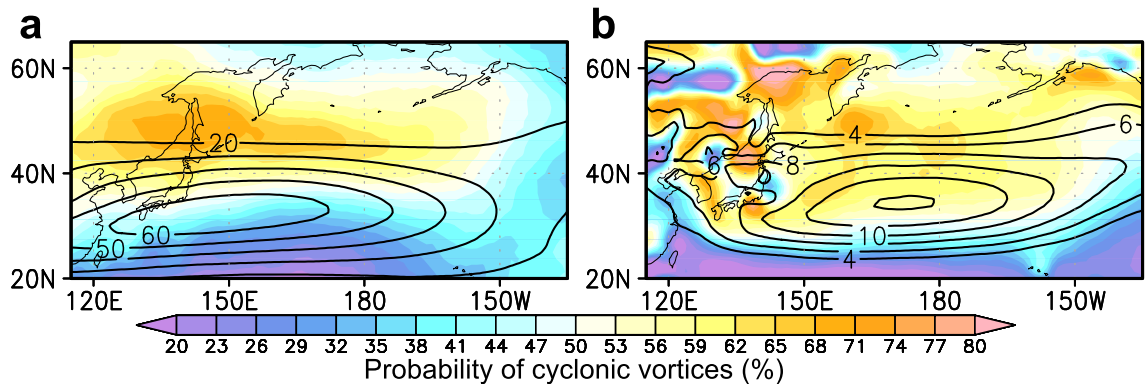 a
b
60N
40N
20N
120E
150E
180
150W
20
50
60
60N
40N
20N
120E
150E
180
150W
4
6
6
8
10
4
20 23 26 29 32 35 38 41 44 47 50 53 56 59 62 65 68 71 74 77 80
Probability of cyclonic vortices (%)